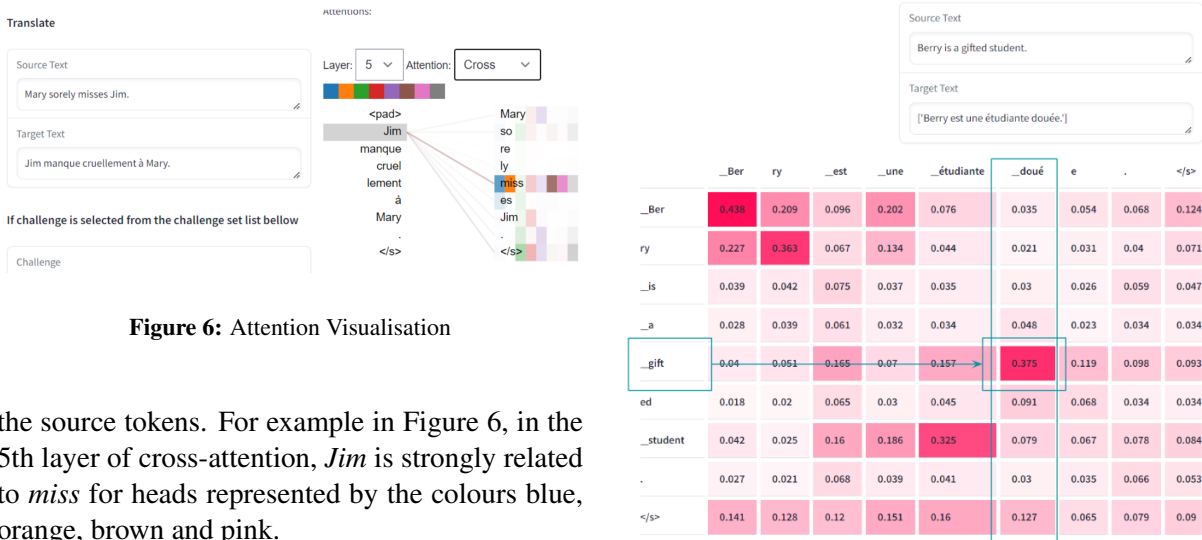 Translate
Source Text
Mary sorely misses Jim.
Target Text
Jim manque cruellement à Mary.
If challenge is selected from the challenge set list bellow
Challenge
Attentions:
Layer: 5 Attention: Cross
<pad> Mary
Jim so
manque re
cruel ly
lement miss
à es
Mary Jim
. .
</s> </s>
Figure 6: Attention Visualisation
the source tokens. For example in Figure 6, in the
5th layer of cross-attention, Jim is strongly related
to miss for heads represented by the colours blue,
orange, brown and pink.
Source Text
Berry is a gifted student.
Target Text
['Berry est une étudiante douée.']
__Ber ry __est __une __étudiante __doué e . </s>
__Ber 0.438 0.209 0.096 0.202 0.076 0.035 0.054 0.068 0.124
ry 0.227 0.363 0.067 0.134 0.044 0.021 0.031 0.04 0.071
__is 0.039 0.042 0.075 0.037 0.035 0.03 0.026 0.059 0.047
__a 0.028 0.039 0.061 0.032 0.034 0.048 0.023 0.034 0.034
__gift 0.04 0.051 0.165 0.07 0.157 0.375 0.119 0.098 0.093
ed 0.018 0.02 0.065 0.03 0.045 0.091 0.068 0.034 0.034
__student 0.042 0.025 0.16 0.186 0.325 0.079 0.067 0.078 0.084
. 0.027 0.021 0.068 0.039 0.041 0.03 0.035 0.066 0.053
</s> 0.141 0.128 0.12 0.151 0.16 0.127 0.065 0.079 0.09